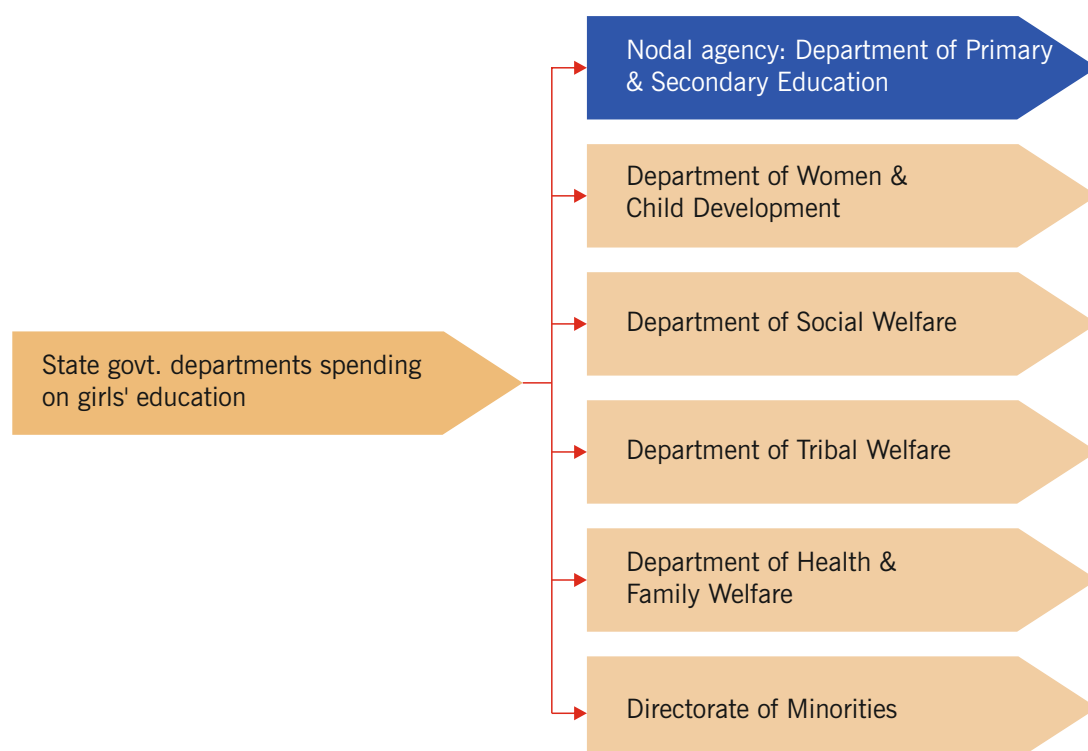 Nodal agency: Department of Primary
& Secondary Education
Department of Women &
Child Development
Department of Social Welfare
State govt. departments spending
on girls' education
Department of Tribal Welfare
Department of Health &
Family Welfare
Directorate of Minorities